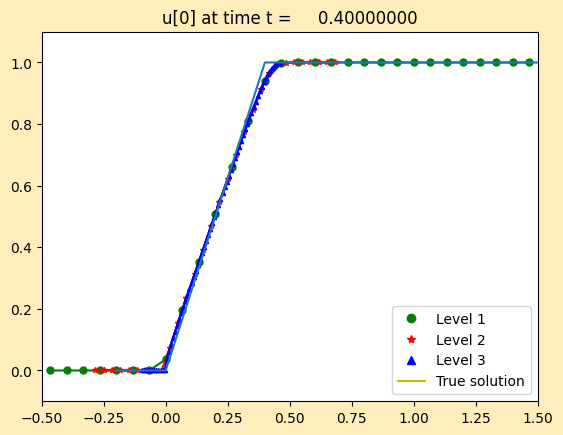 u[0] at time t =     0.40000000
1.0
0.8
0.6
0.4
0.2
0.0
Level 1
Level 2
Level 3
True solution
−0.50 −0.25 0.00 0.25 0.50 0.75 1.00 1.25 1.50